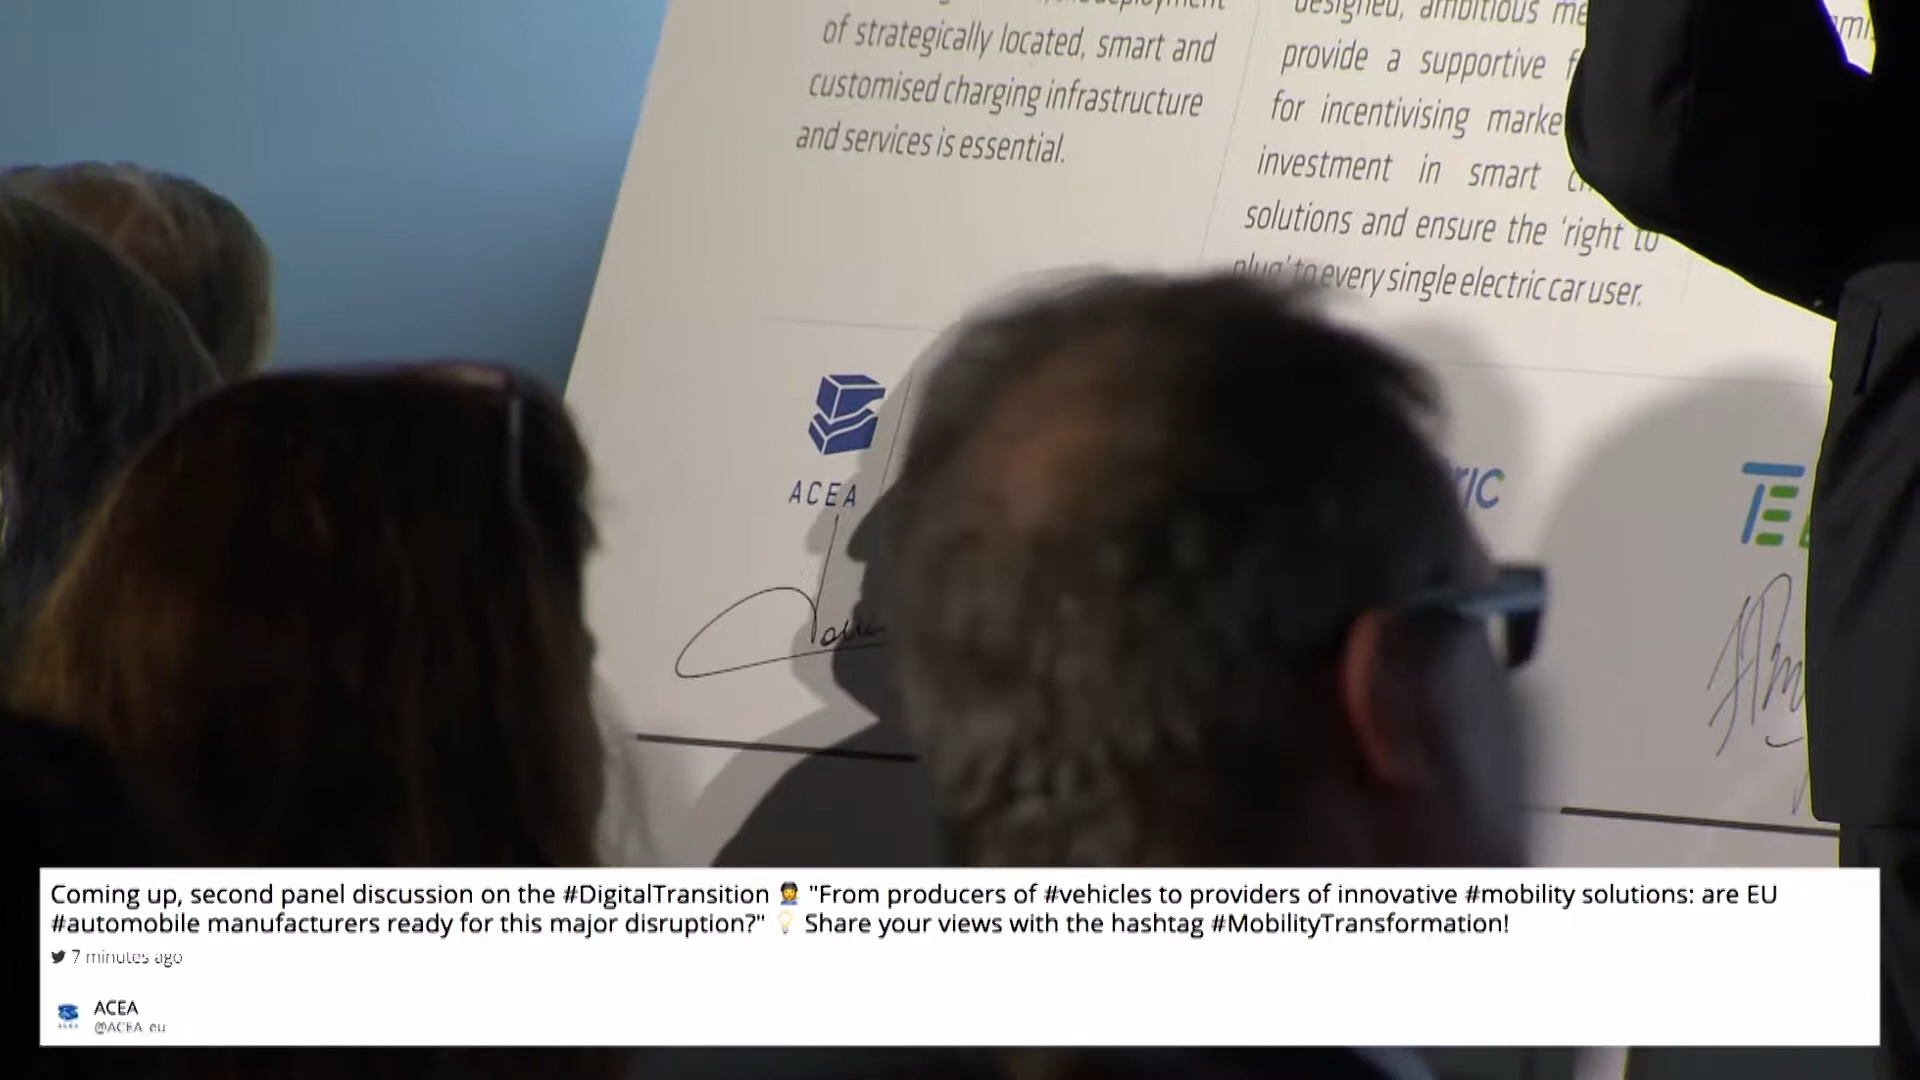 of strategically located, smart and
customised charging infrastructure
and services is essential.
designed, ambitious
provide a supportive
for incentivising
investment in smart
solutions and ensure the 'right to
plug' to every single electric car user.
ACEA
Coming up, second panel discussion on the #DigitalTransition 👩‍🎓 "From producers of #vehicles to providers of innovative #mobility solutions: are EU
#automobile manufacturers ready for this major disruption?" 💡 Share your views with the hashtag #MobilityTransformation!
7 minutes ago
ACEA
@ACEA_eu